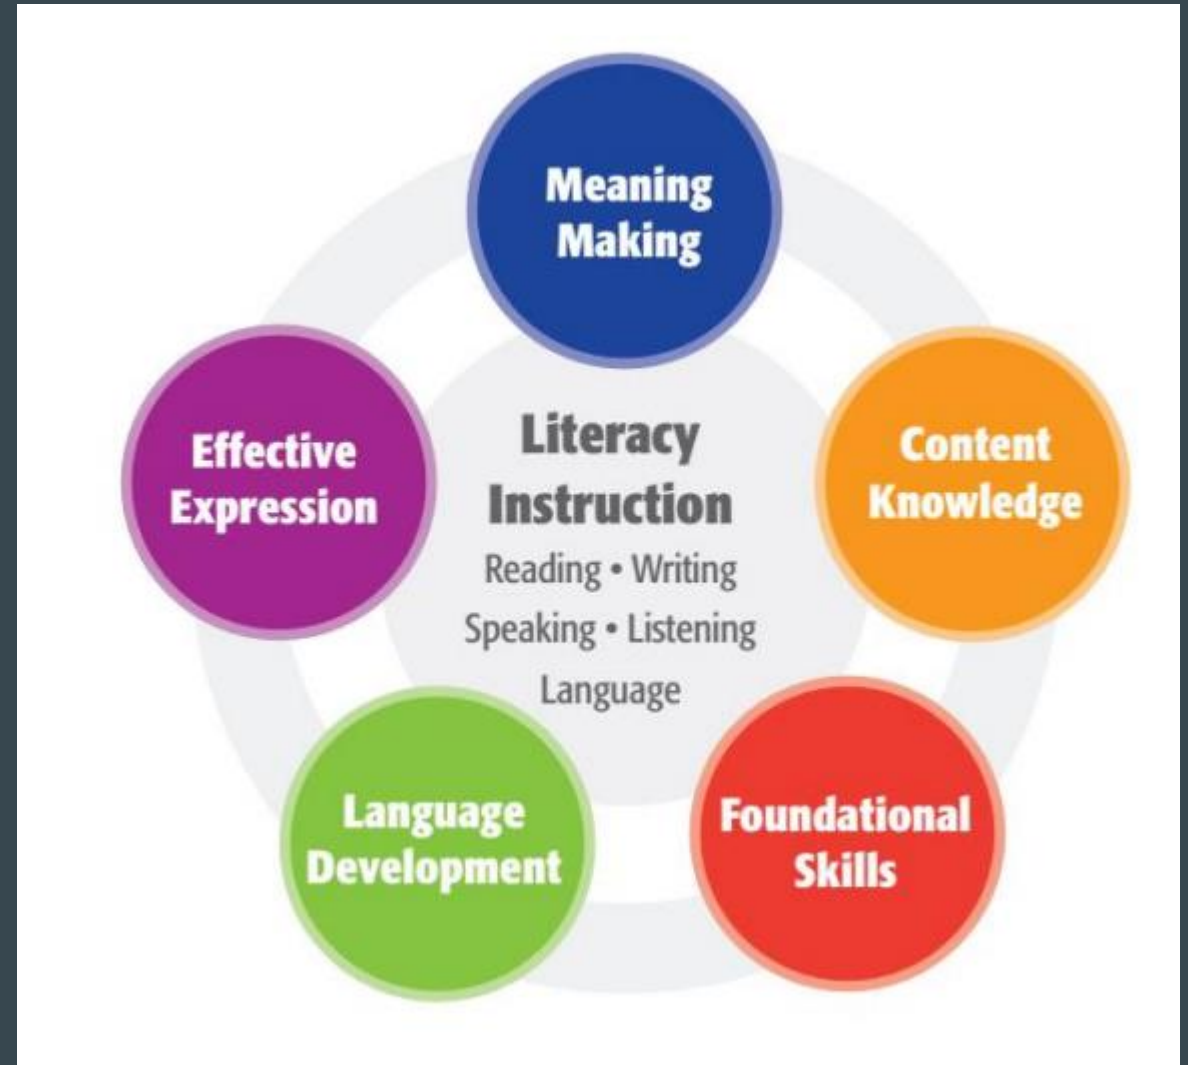 Meaning
Making
Effective
Expression
Content
Knowledge
Literacy
Instruction
Reading • Writing
Speaking • Listening
Language
Language
Development
Foundational
Skills